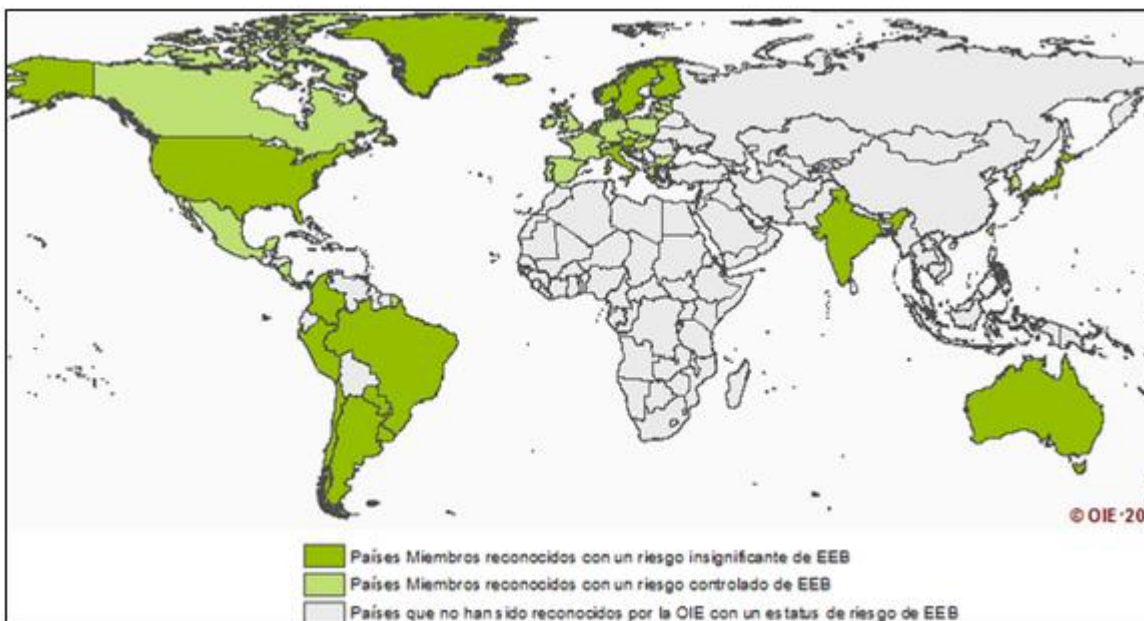 © OIE 20
Países Miembros reconocidos con un riesgo insignificante de EEB
Países Miembros reconocidos con un riesgo controlado de EEB
Países que no han sido reconocidos por la OIE con un estatus de riesgo de EEB